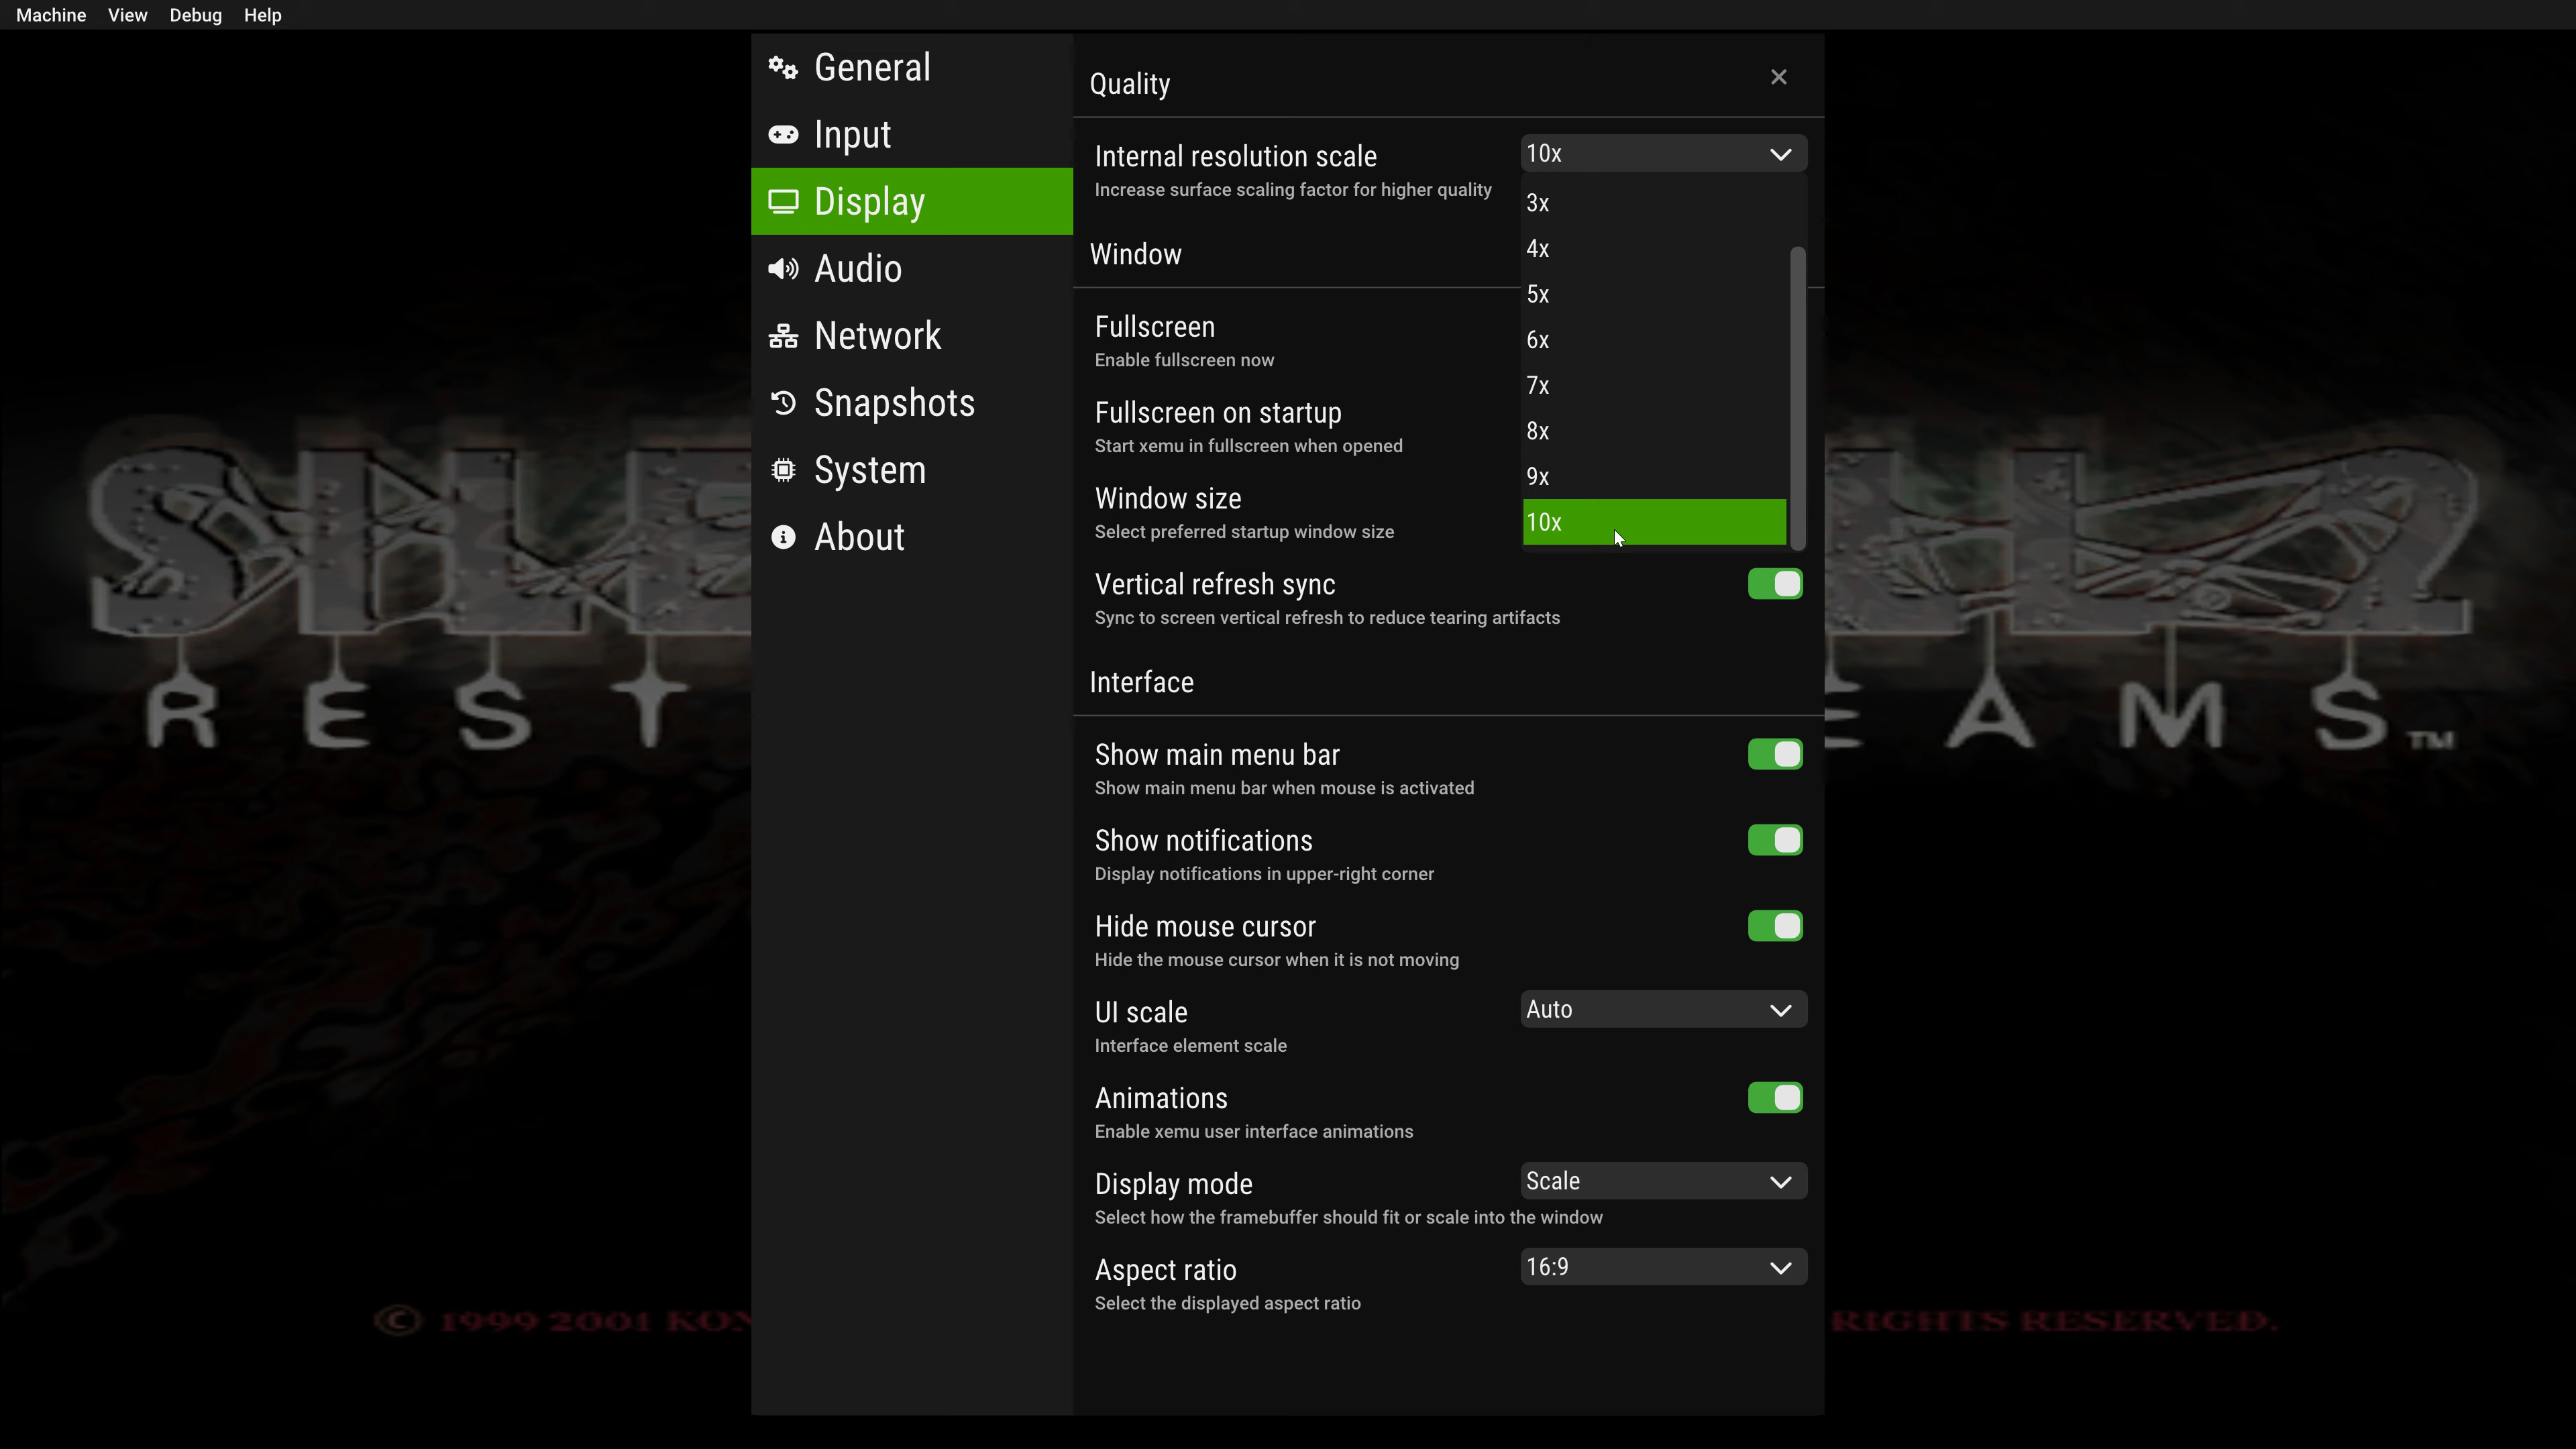 Machine View Debug Help
General
Input
Display
Audio
Network
Snapshots
System
About
Quality
Internal resolution scale 10x
Increase surface scaling factor for higher quality
3x
4x
5x
6x
7x
8x
9x
10x
Window
Fullscreen
Enable fullscreen now
Fullscreen on startup
Start xemu in fullscreen when opened
Window size
Select preferred startup window size
Vertical refresh sync
Sync to screen vertical refresh to reduce tearing artifacts
Interface
Show main menu bar
Show main menu bar when mouse is activated
Show notifications
Display notifications in upper-right corner
Hide mouse cursor
Hide the mouse cursor when it is not moving
UI scale Auto
Interface element scale
Animations
Enable xemu user interface animations
Display mode Scale
Select how the framebuffer should fit or scale into the window
Aspect ratio 16:9
Select the displayed aspect ratio
REST EAMS™
© 1999 2001 KON RIGHTS RESERVED.